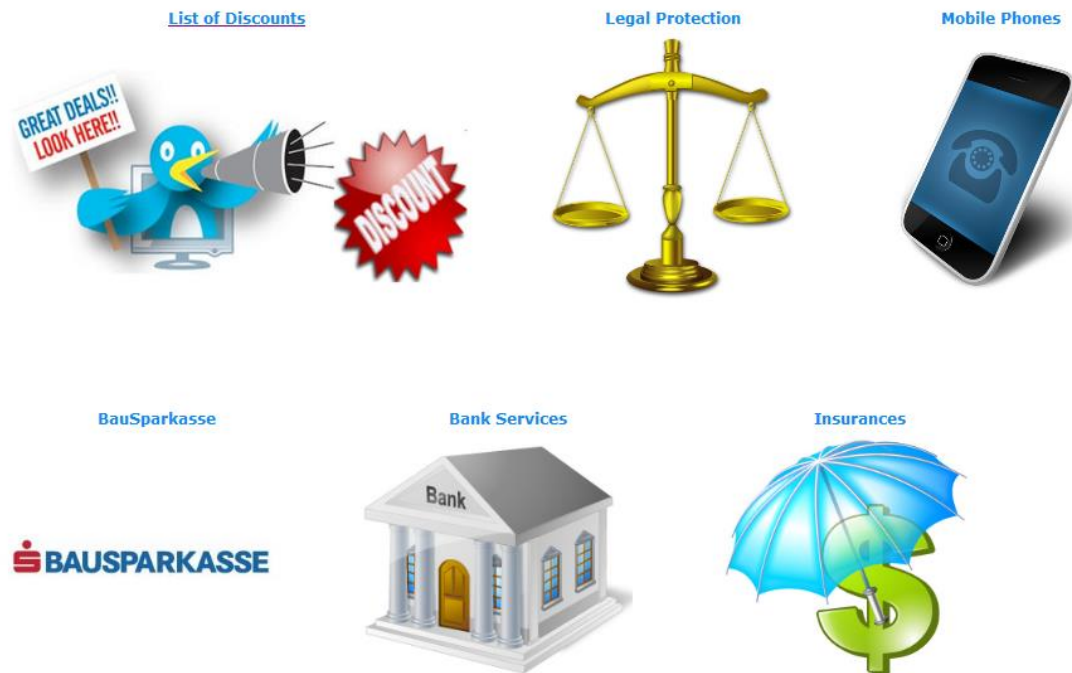 List of Discounts
Legal Protection
Mobile Phones
GREAT DEALS!!
LOOK HERE!!
DISCOUNT
BauSparkasse
Bank Services
Insurances
Bank
BAUSPARKASSE
$